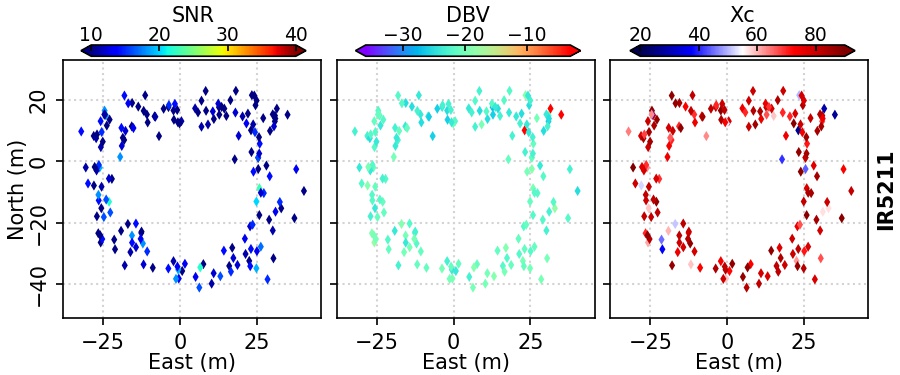 SNR DBV Xc
10 20 30 40 −30 −20 −10 20 40 60 80
20
0
−20
−40
North (m)
IR5211
−25 0 25 −25 0 25 −25 0 25
East (m) East (m) East (m)